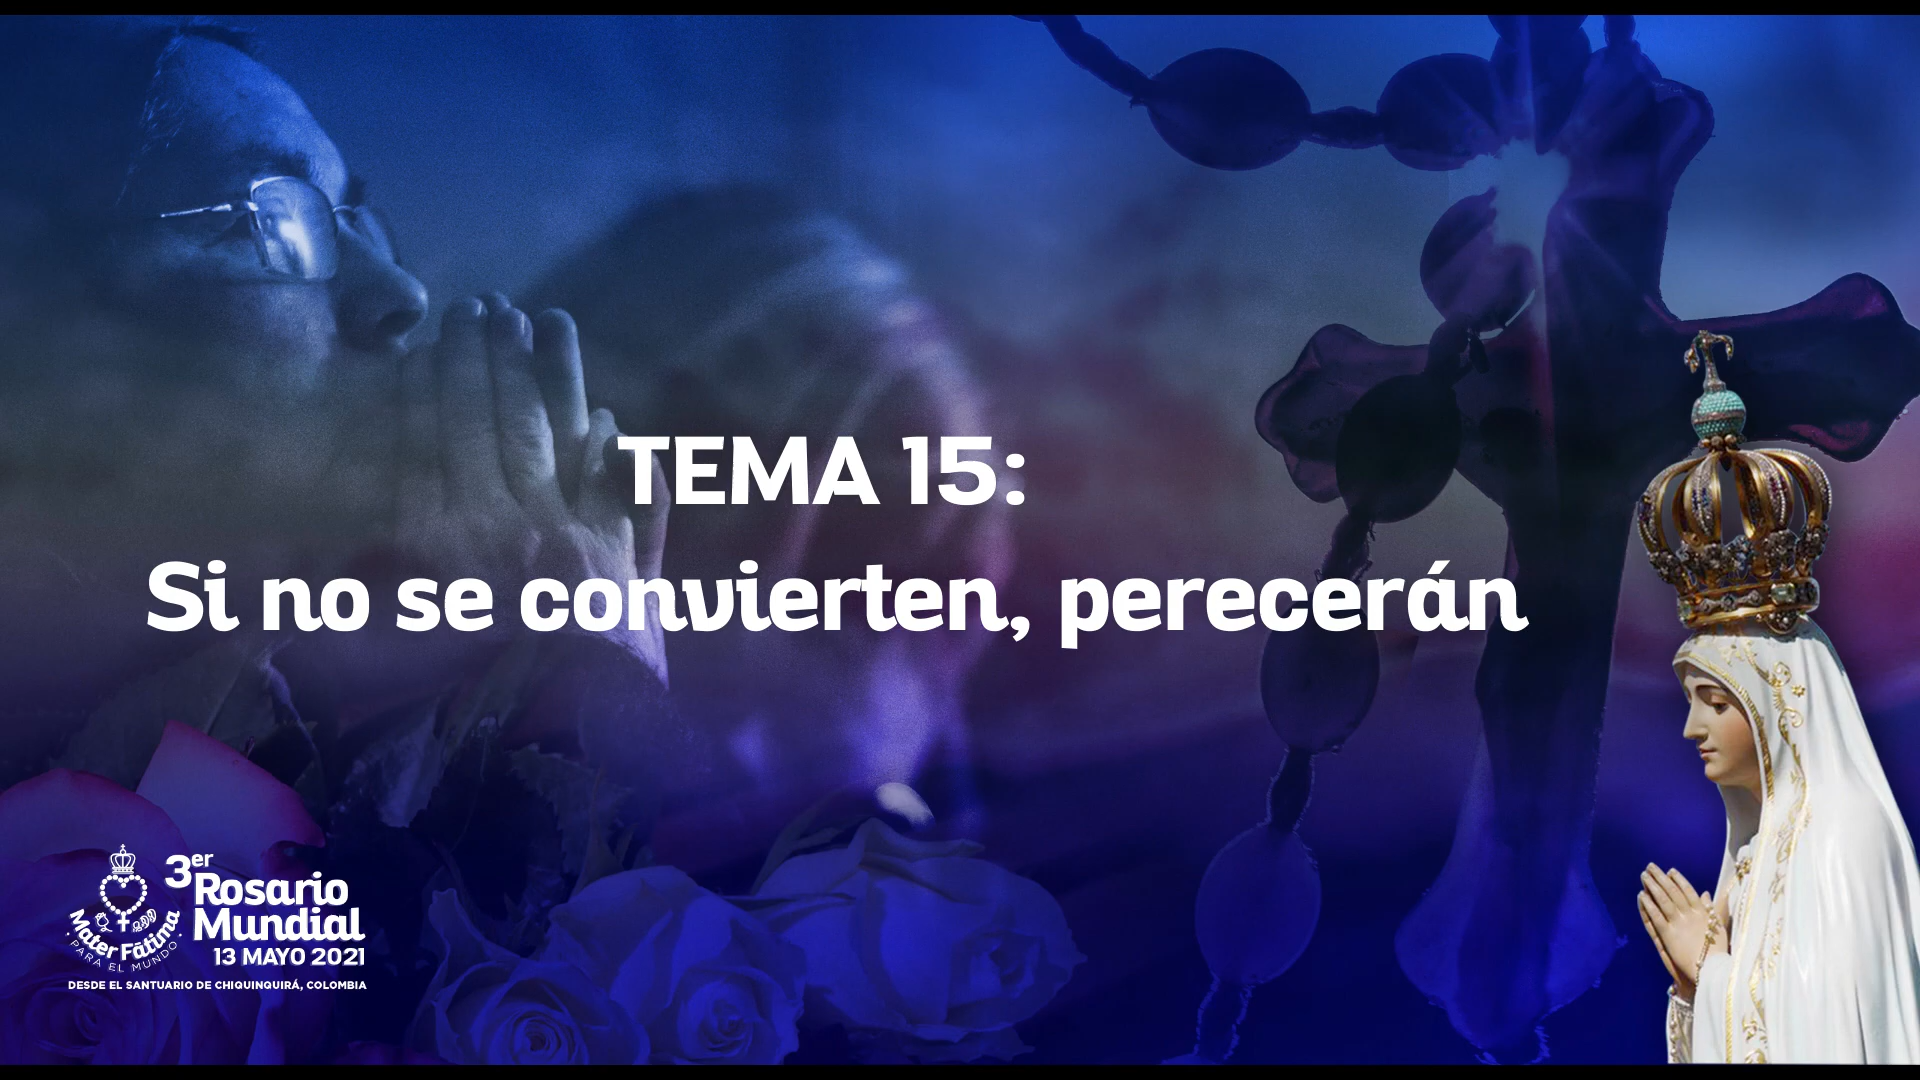 TEMA 15:
Si no se convierten, perecerán
3er
Rosario
Mundial
13 MAYO 2021
Mater Fátima
· PARA EL MUNDO ·
DESDE EL SANTUARIO DE CHIQUINQUIRÁ, COLOMBIA